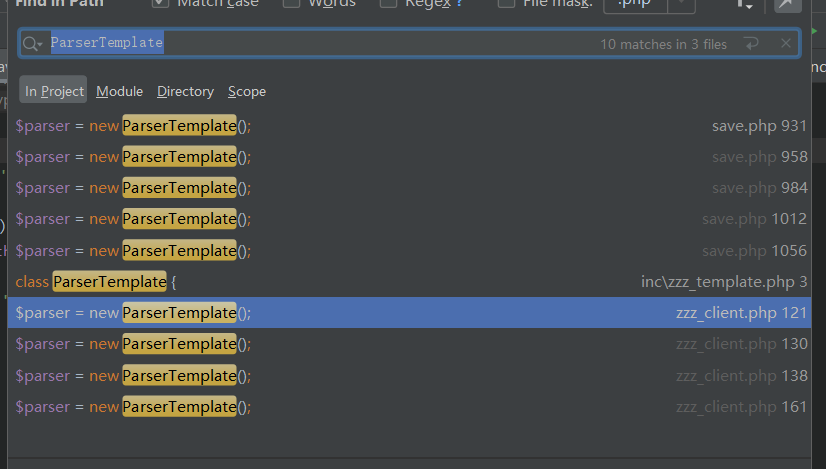 Find in Path Match case Words Regex ? File mask: .php
ParserTemplate 10 matches in 3 files
In Project Module Directory Scope
$parser = new ParserTemplate(); save.php 931
$parser = new ParserTemplate(); save.php 958
$parser = new ParserTemplate(); save.php 984
$parser = new ParserTemplate(); save.php 1012
$parser = new ParserTemplate(); save.php 1056
class ParserTemplate { inc\zzz_template.php 3
$parser = new ParserTemplate(); zzz_client.php 121
$parser = new ParserTemplate(); zzz_client.php 130
$parser = new ParserTemplate(); zzz_client.php 138
$parser = new ParserTemplate(); zzz_client.php 161